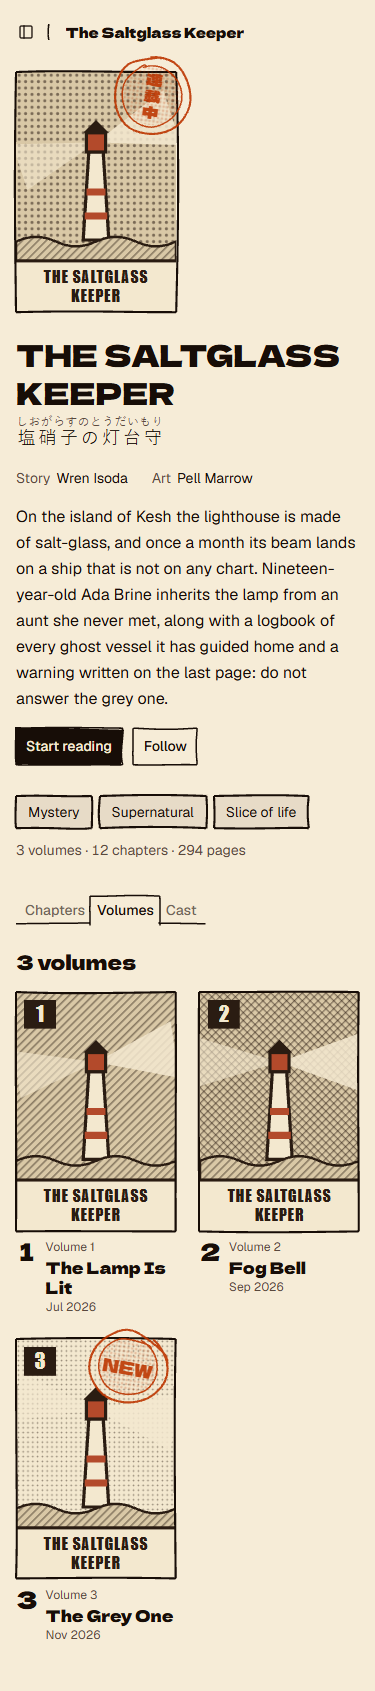 The Saltglass Keeper
連載中
THE SALTGLASS
KEEPER
THE SALTGLASS
KEEPER
しおがらすのとうだいもり
塩硝子の灯台守
Story Wren Isoda Art Pell Marrow
On the island of Kesh the lighthouse is made
of salt-glass, and once a month its beam lands
on a ship that is not on any chart. Nineteen-
year-old Ada Brine inherits the lamp from an
aunt she never met, along with a logbook of
every ghost vessel it has guided home and a
warning written on the last page: do not
answer the grey one.
Start reading Follow
Mystery Supernatural Slice of life
3 volumes · 12 chapters · 294 pages
Chapters Volumes Cast
3 volumes
1
THE SALTGLASS
KEEPER
1 Volume 1
The Lamp Is
Lit
Jul 2026
2
THE SALTGLASS
KEEPER
2 Volume 2
Fog Bell
Sep 2026
3
NEW
THE SALTGLASS
KEEPER
3 Volume 3
The Grey One
Nov 2026